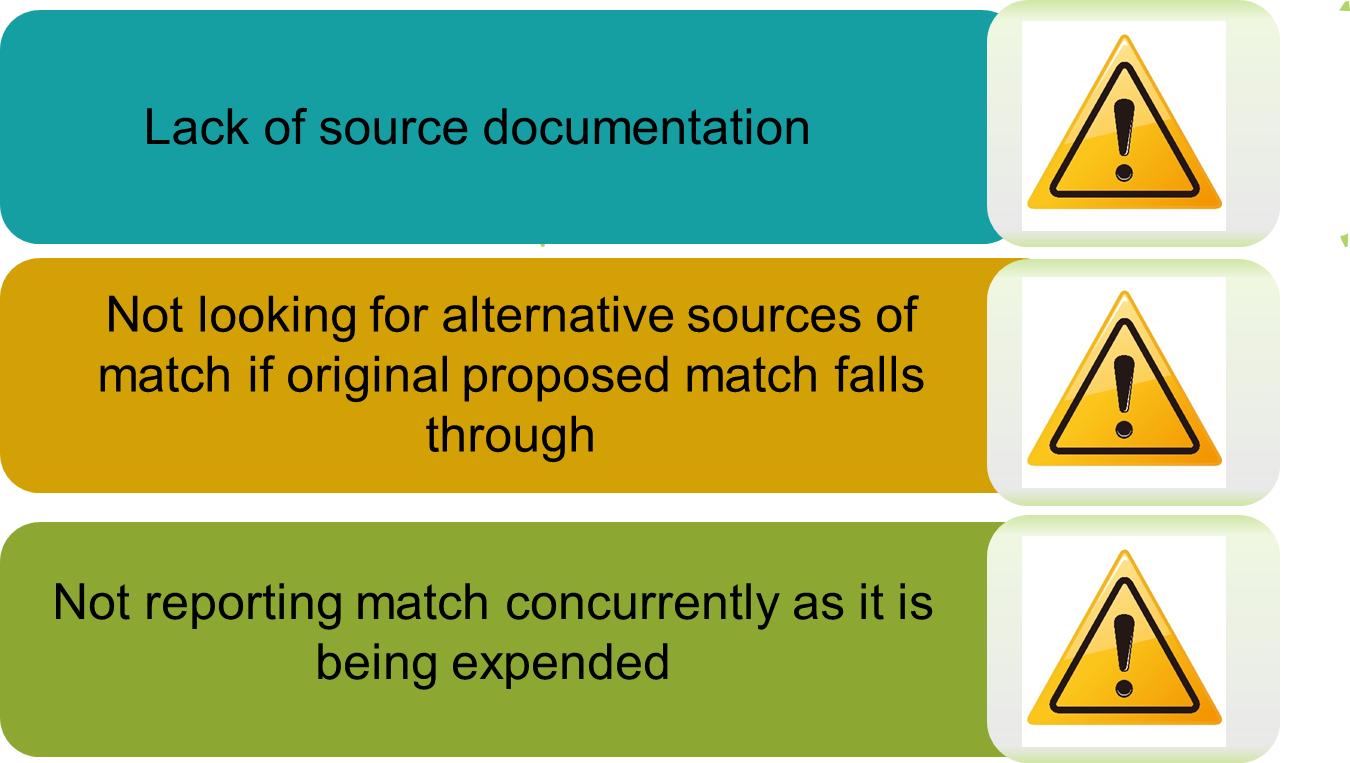 Lack of source documentation
Not looking for alternative sources of
match if original proposed match falls
through
Not reporting match concurrently as it is
being expended